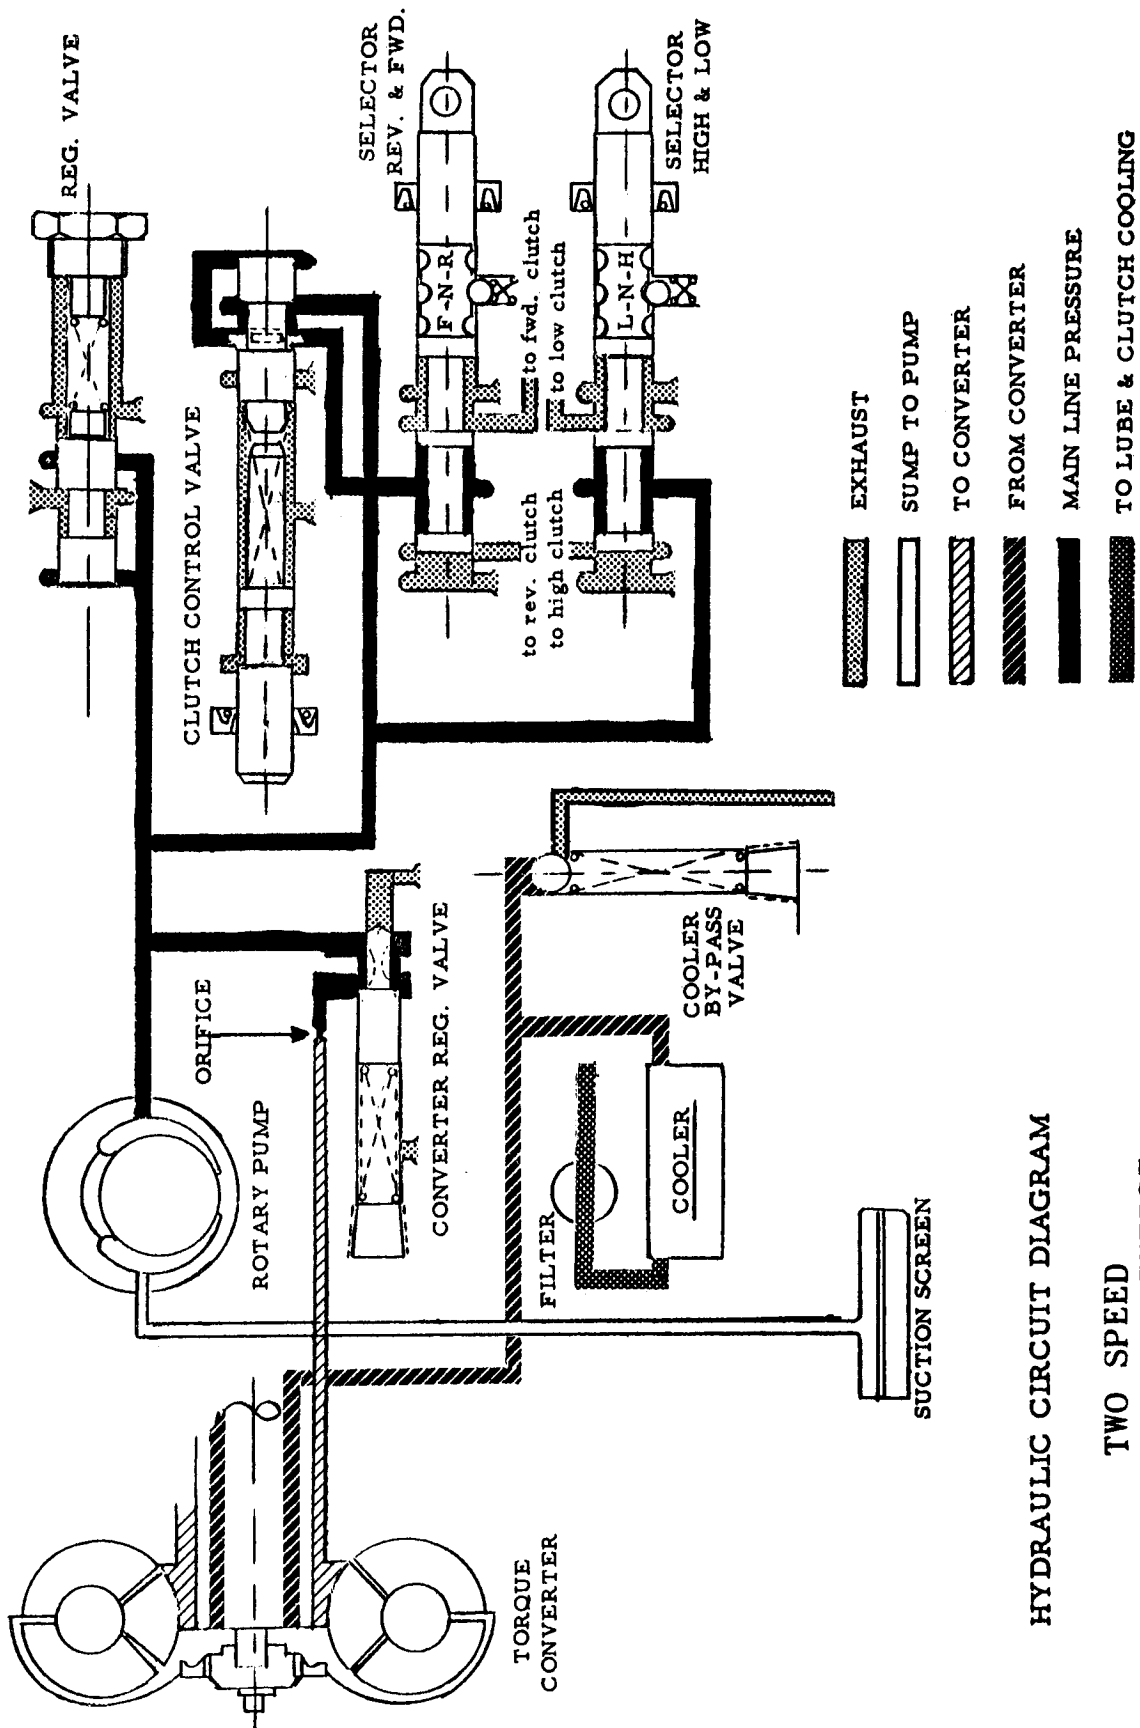 REG. VALVE
SELECTOR
REV. & FWD.
SELECTOR
HIGH & LOW
CLUTCH CONTROL VALVE
F-N-R
L-N-H
to fwd. clutch
to low clutch
to rev. clutch
to high clutch
ORIFICE
ROTARY PUMP
CONVERTER REG. VALVE
COOLER
BY-PASS
VALVE
FILTER
COOLER
SUCTION SCREEN
TORQUE
CONVERTER
EXHAUST
SUMP TO PUMP
TO CONVERTER
FROM CONVERTER
MAIN LINE PRESSURE
TO LUBE & CLUTCH COOLING
HYDRAULIC CIRCUIT DIAGRAM
TWO SPEED